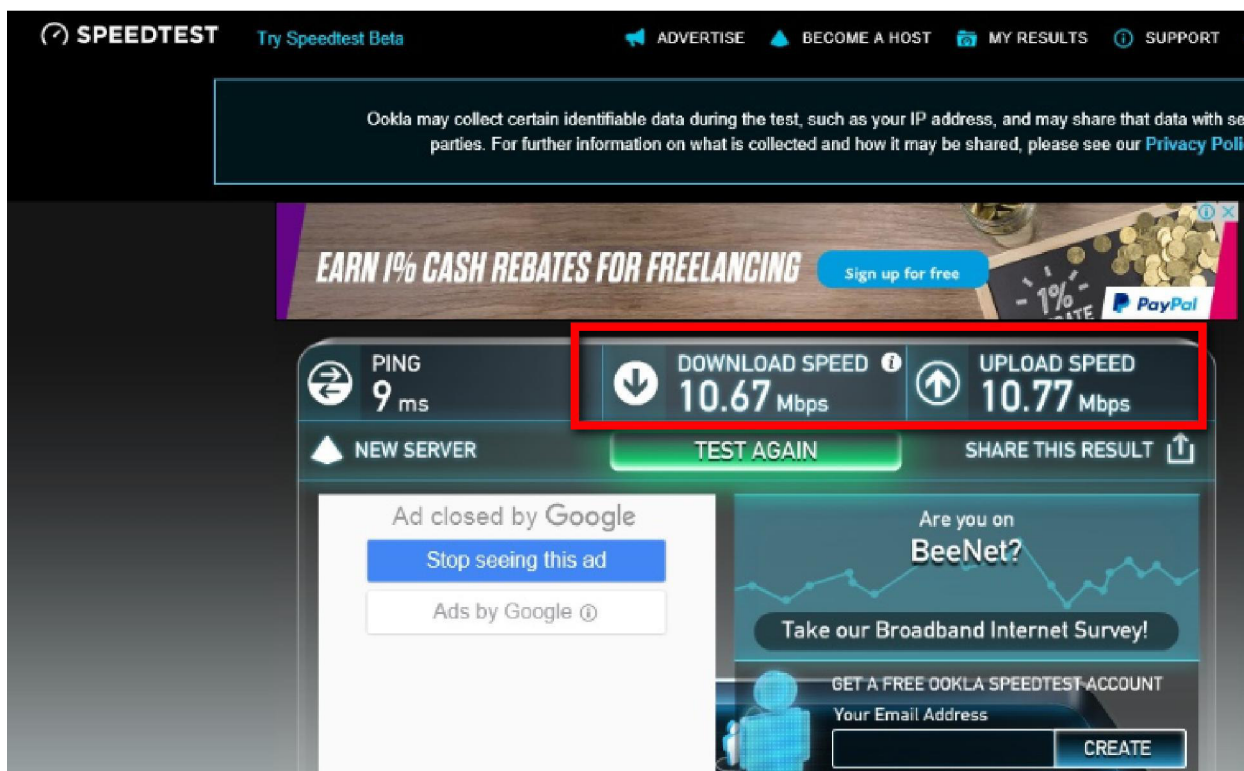 SPEEDTEST
Try Speedtest Beta
ADVERTISE
BECOME A HOST
MY RESULTS
SUPPORT
Ookla may collect certain identifiable data during the test, such as your IP address, and may share that data with se
parties. For further information on what is collected and how it may be shared, please see our Privacy Poli
EARN 1% CASH REBATES FOR FREELANCING
Sign up for free
- 1% -
PayPal
PING
9 ms
DOWNLOAD SPEED
10.67 Mbps
UPLOAD SPEED
10.77 Mbps
NEW SERVER
TEST AGAIN
SHARE THIS RESULT
Ad closed by Google
Stop seeing this ad
Ads by Google
Are you on
BeeNet?
Take our Broadband Internet Survey!
GET A FREE OOKLA SPEEDTEST ACCOUNT
Your Email Address
CREATE